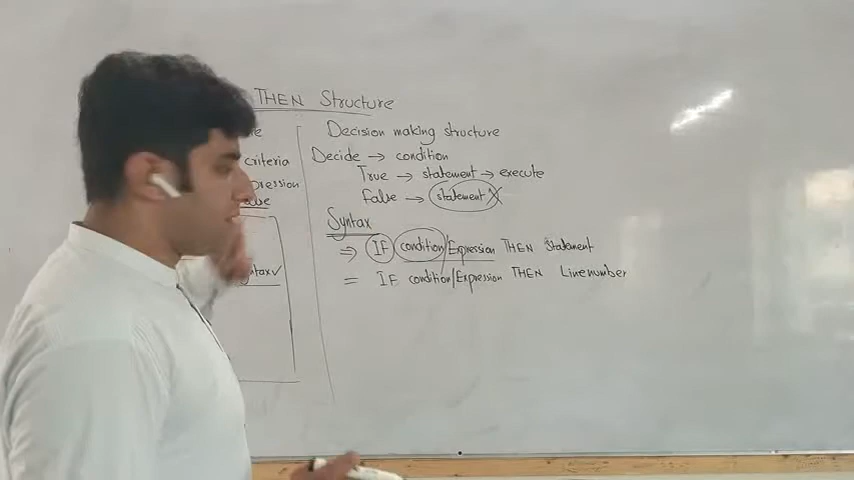 THEN Structure
criteria
Decision making structure
Decide → condition
True → statement → execute
False → statement
Syntax
⇒ IF condition/Expression THEN Statement
= IF condition/Expression THEN Linenumber